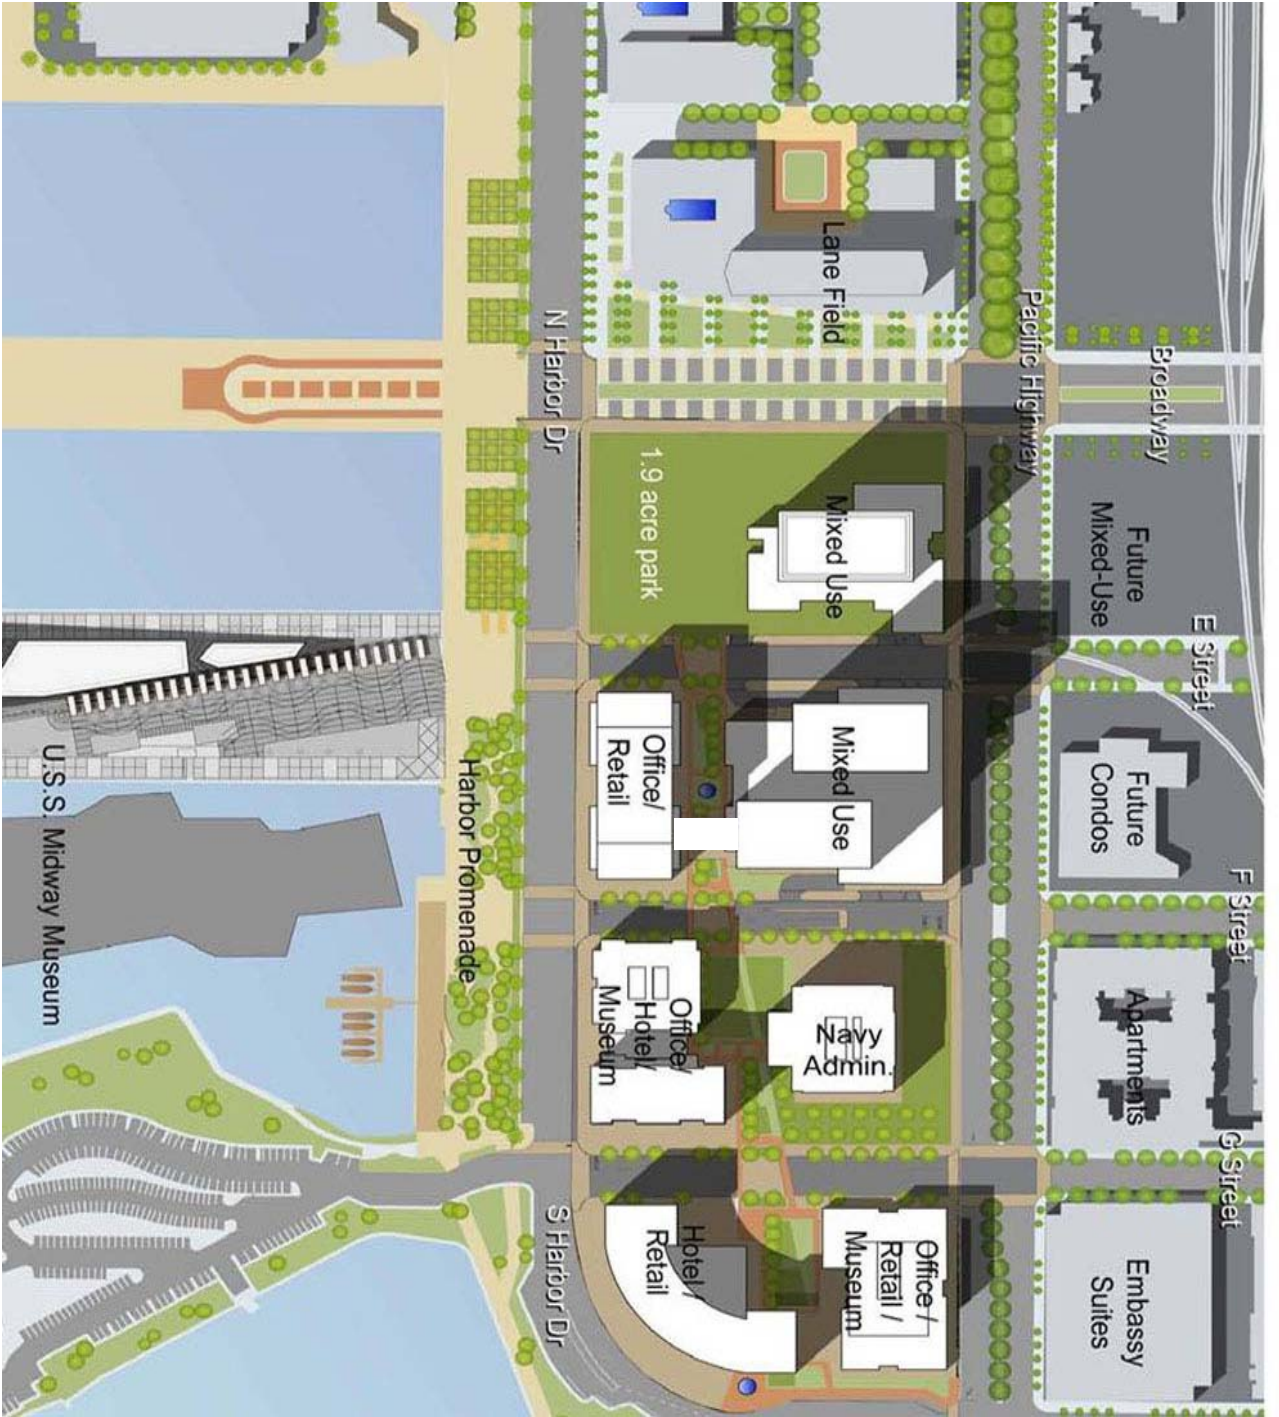 Lane Field
N Harbor Dr
Pacific Highway
Broadway
1.9 acre park
Mixed Use
Future
Mixed-Use
E Street
Office/
Retail
Mixed Use
Future
Condos
U.S.S. Midway Museum
Harbor Promenade
F Street
Office/
Hotel/
Museum
Navy
Admin.
Apartments
G Street
S Harbor Dr
Hotel /
Retail
Office /
Retail /
Museum
Embassy
Suites